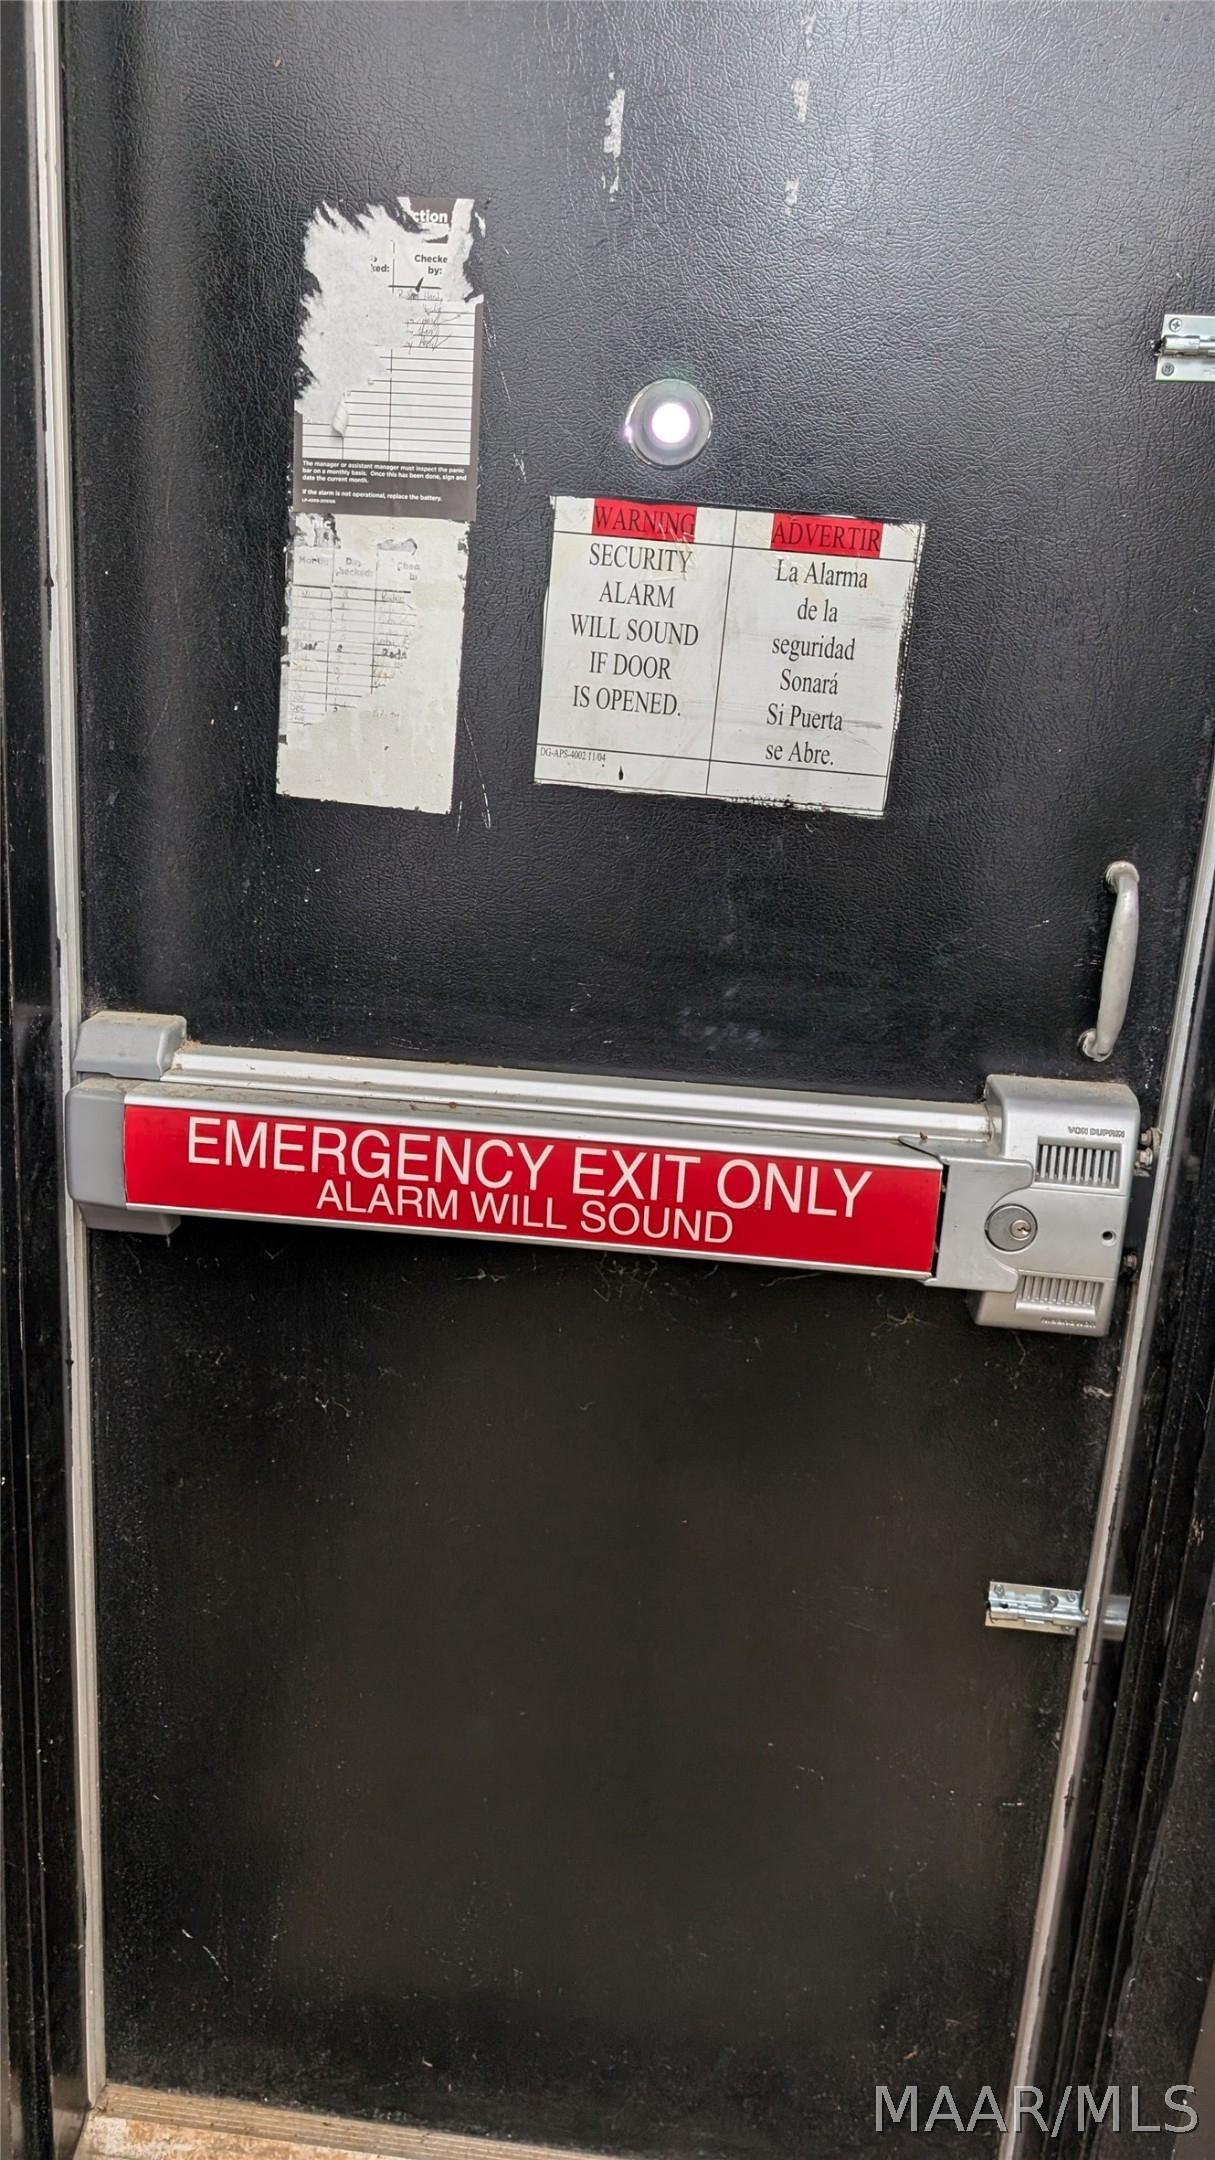 ction
Checke
ked:
by:
The manager or assistant manager must inspect the panic
bar on a monthly basis. Once this has been done, sign and
date the current month.
If the alarm is not operational, replace the battery.
WARNING
SECURITY
ALARM
WILL SOUND
IF DOOR
IS OPENED.
DG-APS-4002 11/04
ADVERTIR
La Alarma
de la
seguridad
Sonará
Si Puerta
se Abre.
VON DUPRIN
EMERGENCY EXIT ONLY
ALARM WILL SOUND
MAAR/MLS